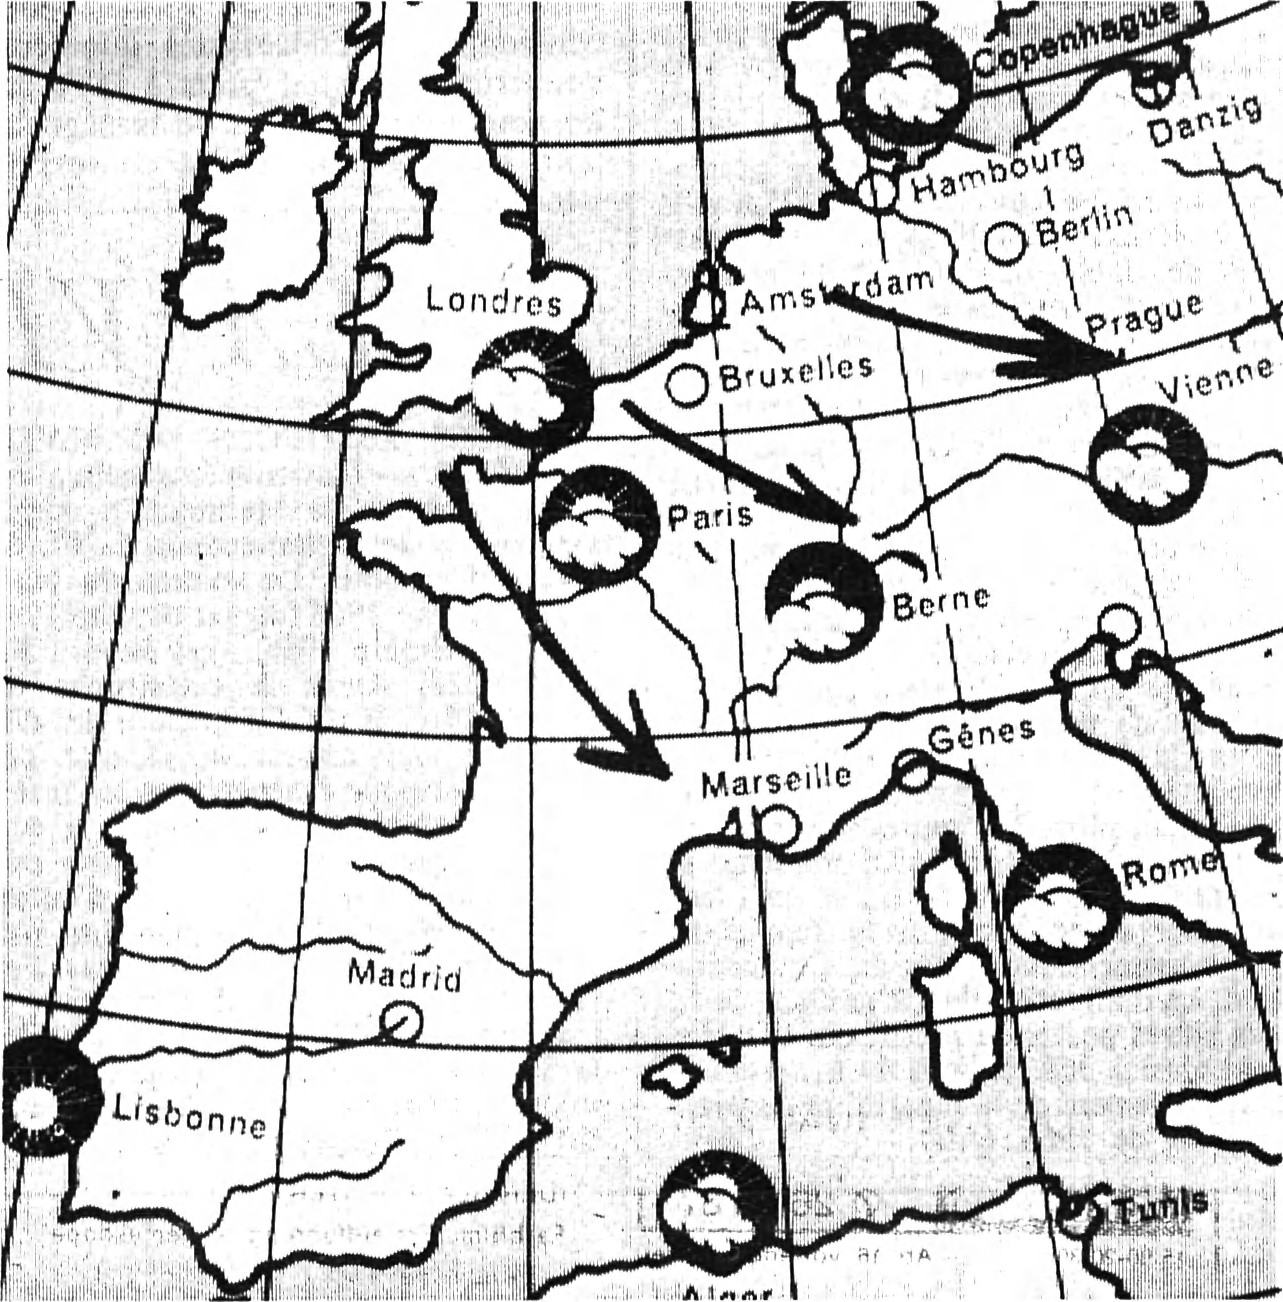 Copenhague
Danzig
Hambourg
Berlin
Londres
Amsterdam
Prague
Bruxelles
Vienne
Paris
Berne
Gênes
Marseille
Rome
Madrid
Lisbonne
Tunis
Alger